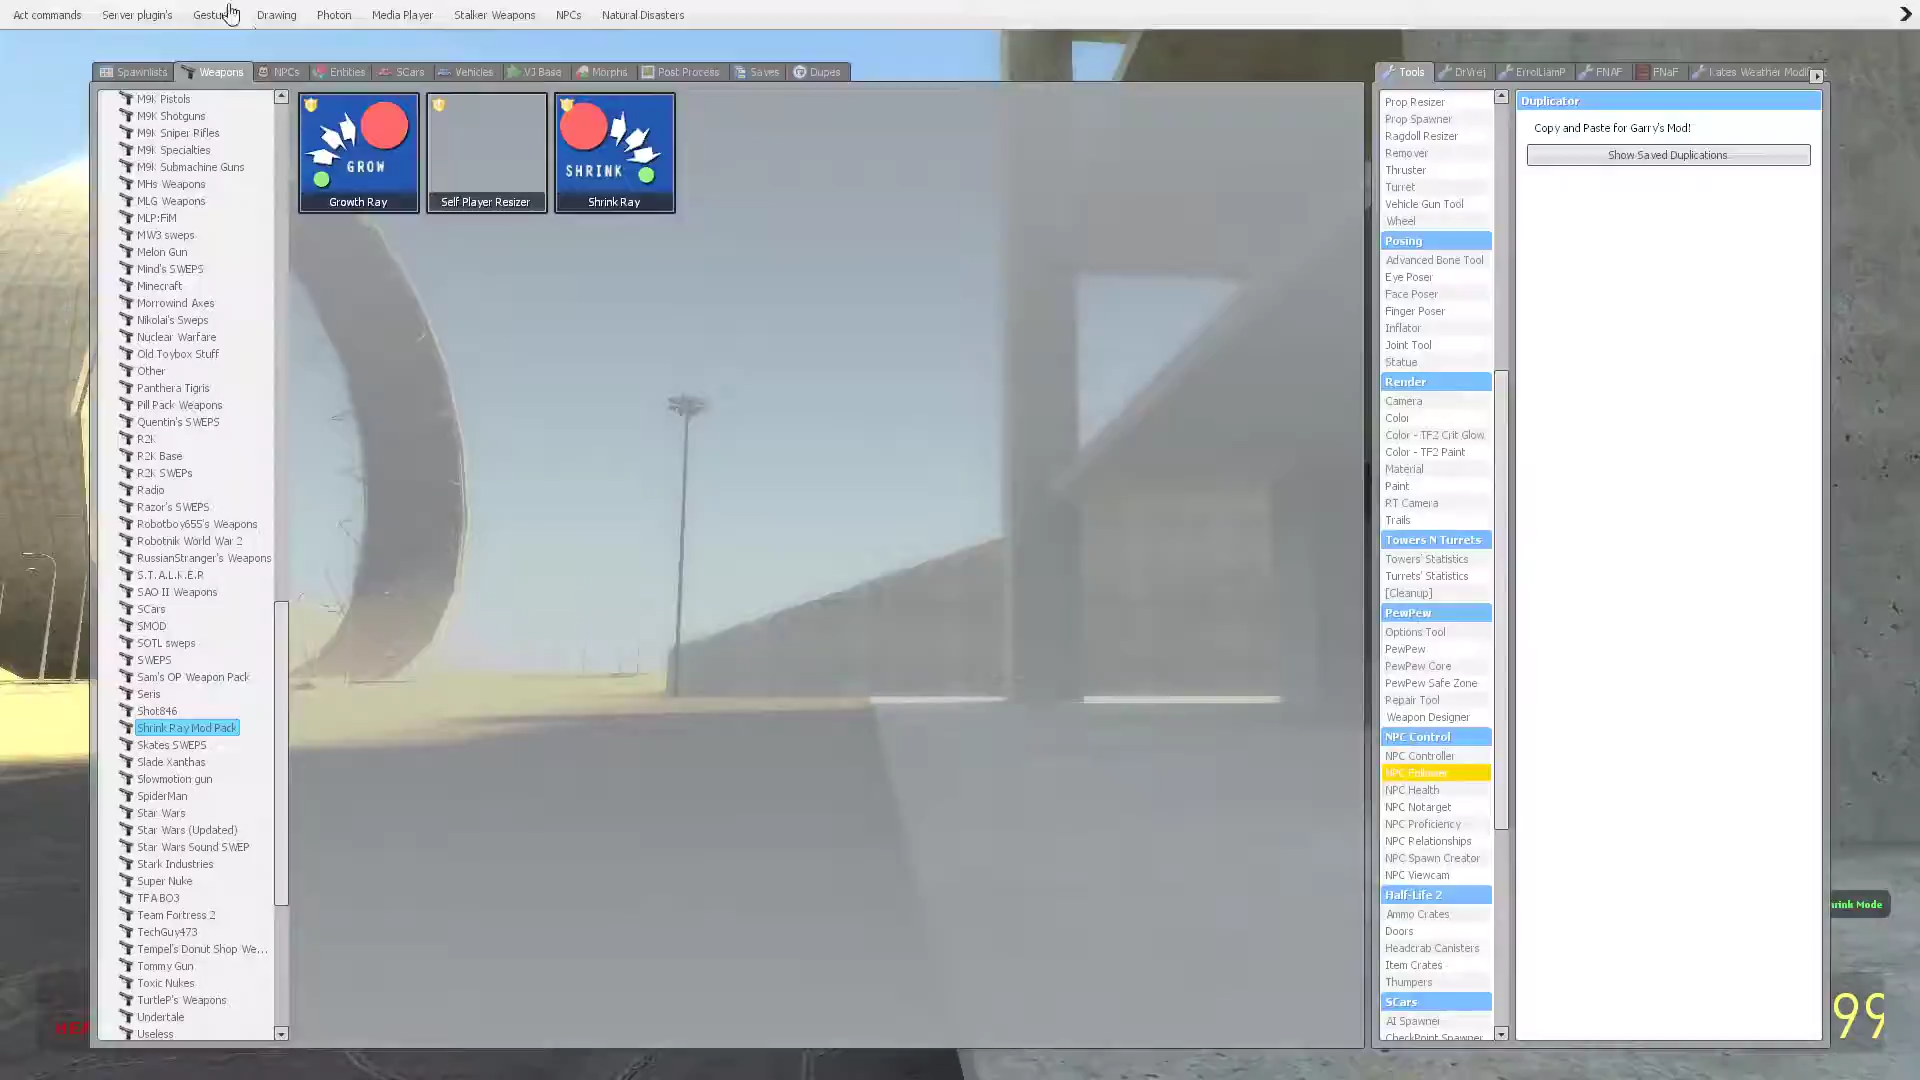 Act commands Server plugin's Drawing Photon Media Player Stalker Weapons NPCs Natural Disasters
Spawnlists Weapons NPCs Entities SCars Vehicles VJ Base Morphs Post Process Saves Dupes
M9K Pistols
M9K Shotguns
M9K Sniper Rifles
M9K Specialties
M9K Submachine Guns
MHs Weapons
MLG Weapons
MLP:FiM
MW3 sweps
Melon Gun
Mind's SWEPS
Minecraft
Morrowind Axes
Nikolai's Sweps
Nuclear Warfare
Old Toybox Stuff
Other
Panthera Tigris
Pill Pack Weapons
Quentin's SWEPS
R2K
R2K Base
R2K SWEPs
Radio
Razor's SWEPS
Robotboy655's Weapons
Robotnik World War 2
RussianStranger's Weapons
S.T.A.L.K.E.R
SAO II Weapons
SCars
SMOD
SOTL sweps
SWEPS
Sam's OP Weapon Pack
Seris
Shot846
Shrink Ray Mod Pack
Skates SWEPS
Slade Xanthas
Slowmotion gun
SpiderMan
Star Wars
Star Wars (Updated)
Star Wars Sound SWEP
Stark Industries
Super Nuke
TFA BO3
Team Fortress 2
TechGuy473
Tempel's Donut Shop We...
Tommy Gun
Toxic Nukes
TurtleP's Weapons
Undertale
Useless
GROW
Growth Ray
Self Player Resizer
SHRINK
Shrink Ray
Tools DrVrej ErrolLiamP FNAF FNaF Kates Weather
Prop Resizer
Prop Spawner
Ragdoll Resizer
Remover
Thruster
Turret
Vehicle Gun Tool
Wheel
Posing
Advanced Bone Tool
Eye Poser
Face Poser
Finger Poser
Inflator
Joint Tool
Statue
Render
Camera
Color
Color - TF2 Crit Glow
Color - TF2 Paint
Material
Paint
RT Camera
Trails
Towers N Turrets
Towers' Statistics
Turrets' Statistics
[Cleanup]
PewPew
Options Tool
PewPew
PewPew Core
PewPew Safe Zone
Repair Tool
Weapon Designer
NPC Control
NPC Controller
NPC Follower
NPC Health
NPC Notarget
NPC Proficiency
NPC Relationships
NPC Spawn Creator
NPC Viewcam
Half-Life 2
Ammo Crates
Doors
Headcrab Canisters
Item Crates
Thumpers
SCars
AI Spawner
CheckPoint Spawner
Duplicator
Copy and Paste for Garry's Mod!
Show Saved Duplications
rink Mode
99